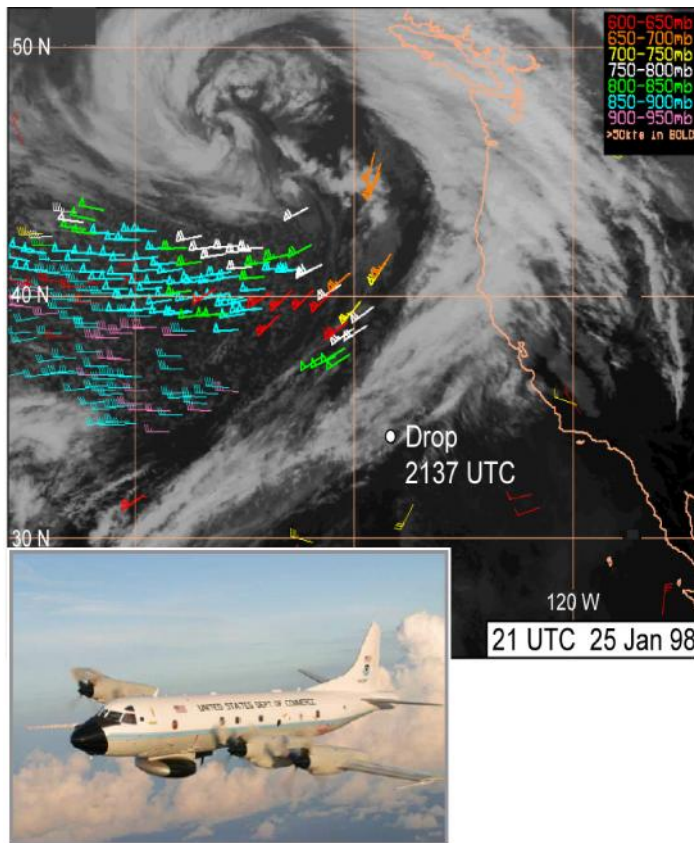 50 N
600-650mb
650-700mb
700-750mb
750-800mb
800-850mb
850-900mb
900-950mb
>50kts in BOLD
40 N
Drop
2137 UTC
30 N
120 W
21 UTC 25 Jan 98
UNITED STATES DEPT OF COMMERCE